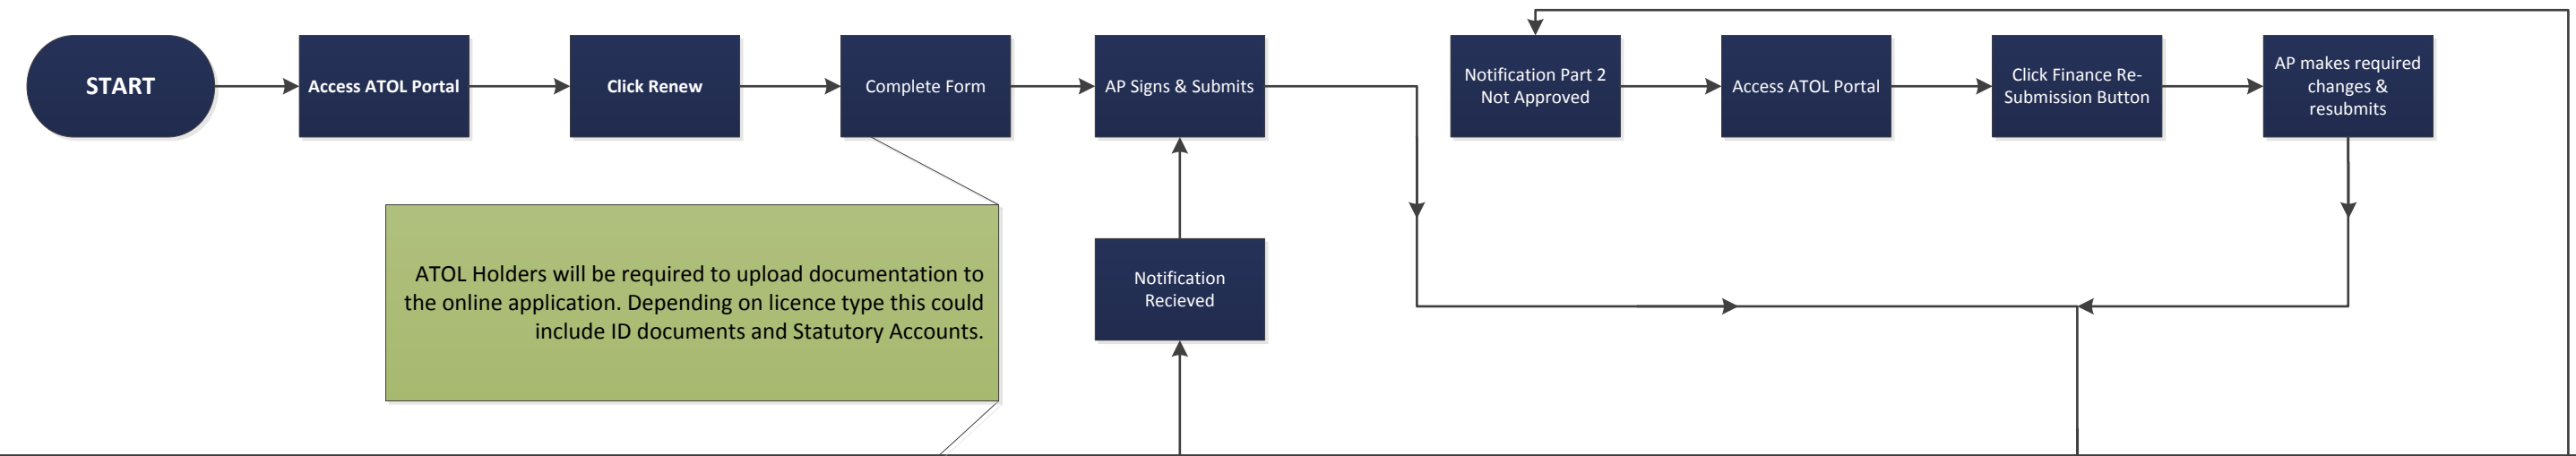 START
Access ATOL Portal
Click Renew
Complete Form
AP Signs & Submits
Notification Part 2
Not Approved
Access ATOL Portal
Click Finance Re-
Submission Button
AP makes required
changes &
resubmits
ATOL Holders will be required to upload documentation to
the online application. Depending on licence type this could
include ID documents and Statutory Accounts.
Notification
Recieved